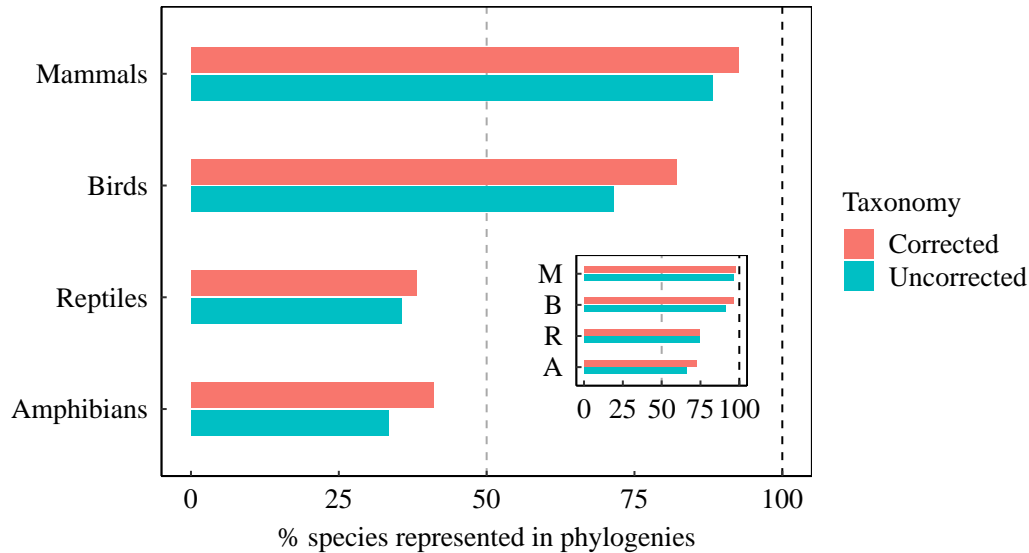 Mammals
Birds
Reptiles
Amphibians
0 25 50 75 100
% species represented in phylogenies
M
B
R
A
0 25 50 75 100
Taxonomy
Corrected
Uncorrected